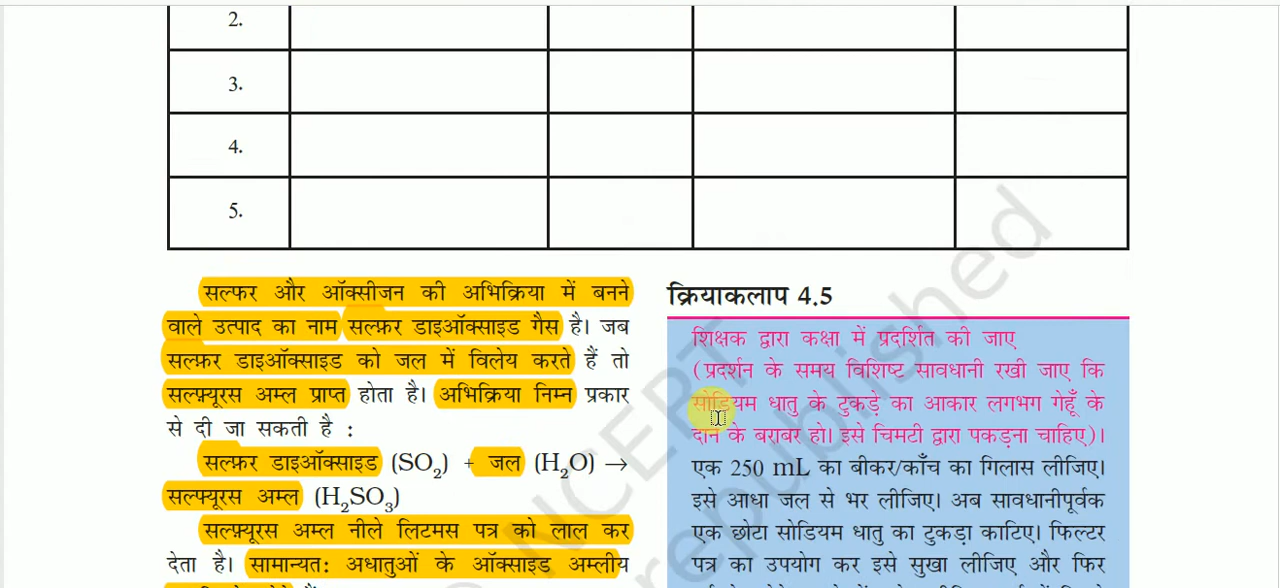 2.
3.
4.
5.
सल्फर और ऑक्सीजन की अभिक्रिया में बनने
वाले उत्पाद का नाम सल्फ़र डाइऑक्साइड गैस है। जब
सल्फ़र डाइऑक्साइड को जल में विलेय करते हैं तो
सल्फ़्यूरस अम्ल प्राप्त होता है। अभिक्रिया निम्न प्रकार
से दी जा सकती है :
सल्फ़र डाइऑक्साइड (SO₂) + जल (H₂O) →
सल्फ्यूरस अम्ल (H₂SO₃)
सल्फ़्यूरस अम्ल नीले लिटमस पत्र को लाल कर
देता है। सामान्यतः अधातुओं के ऑक्साइड अम्लीय
क्रियाकलाप 4.5
शिक्षक द्वारा कक्षा में प्रदर्शित की जाए
(प्रदर्शन के समय विशिष्ट सावधानी रखी जाए कि
सोडियम धातु के टुकड़े का आकार लगभग गेहूँ के
दाने के बराबर हो। इसे चिमटी द्वारा पकड़ना चाहिए)।
एक 250 mL का बीकर/काँच का गिलास लीजिए।
इसे आधा जल से भर लीजिए। अब सावधानीपूर्वक
एक छोटा सोडियम धातु का टुकड़ा काटिए। फिल्टर
पत्र का उपयोग कर इसे सुखा लीजिए और फिर
NCERT
republished